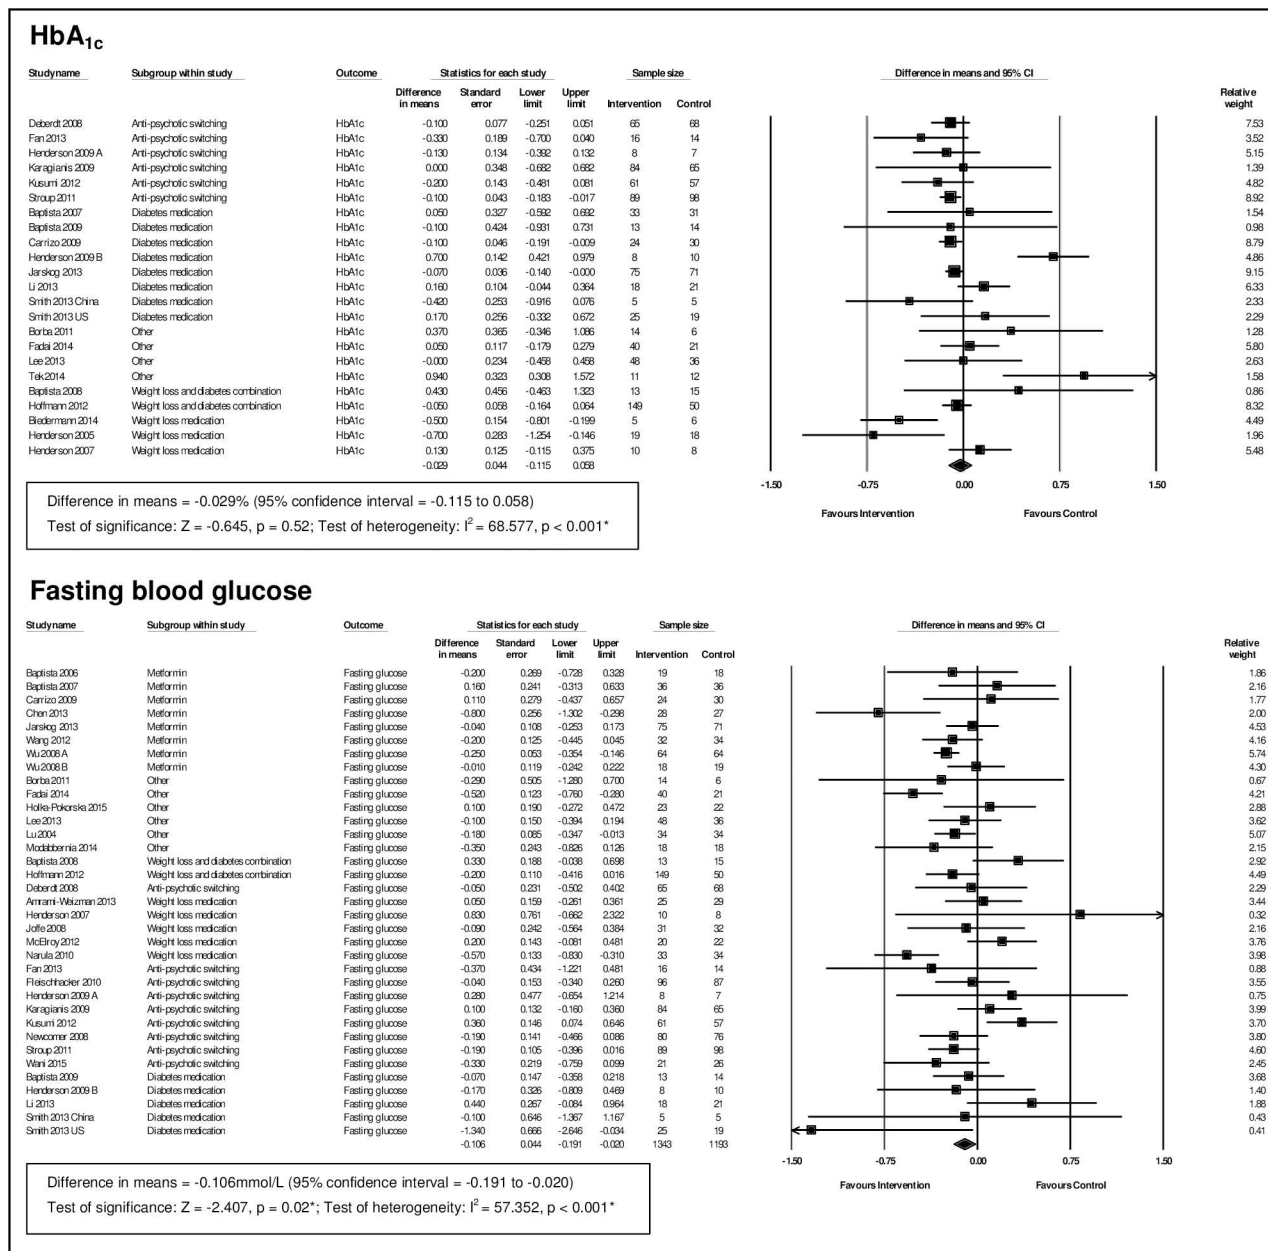 HbA1c
Studyname Subgroup within study Outcome Statistics for each study Sample size Difference in means and 95% CI
Difference in means Standard error Lower limit Upper limit Intervention Control Relative weight
Deberdt 2008 Anti-psychotic switching HbA1c -0.100 0.077 -0.251 0.051 65 68 7.53
Fan 2013 Anti-psychotic switching HbA1c -0.330 0.189 -0.700 0.040 16 14 3.52
Henderson 2009 A Anti-psychotic switching HbA1c -0.130 0.134 -0.392 0.132 8 7 5.15
Karagianis 2009 Anti-psychotic switching HbA1c 0.000 0.348 -0.682 0.682 84 65 1.39
Kusumi 2012 Anti-psychotic switching HbA1c -0.200 0.143 -0.481 0.081 61 57 4.82
Stroup 2011 Anti-psychotic switching HbA1c -0.100 0.043 -0.183 -0.017 89 98 8.92
Baptista 2007 Diabetes medication HbA1c 0.050 0.327 -0.592 0.692 33 31 1.54
Baptista 2009 Diabetes medication HbA1c -0.100 0.424 -0.931 0.731 13 14 0.98
Carrizo 2009 Diabetes medication HbA1c -0.100 0.046 -0.191 -0.009 24 30 8.79
Henderson 2009 B Diabetes medication HbA1c 0.700 0.142 0.421 0.979 8 10 4.86
Jarskog 2013 Diabetes medication HbA1c -0.070 0.036 -0.140 -0.000 75 71 9.15
Li 2013 Diabetes medication HbA1c 0.160 0.104 -0.044 0.364 18 21 6.33
Smith 2013 China Diabetes medication HbA1c -0.420 0.253 -0.916 0.076 5 5 2.33
Smith 2013 US Diabetes medication HbA1c 0.170 0.256 -0.332 0.672 25 19 2.29
Borba 2011 Other HbA1c 0.370 0.365 -0.346 1.086 14 6 1.28
Fadai 2014 Other HbA1c 0.050 0.117 -0.179 0.279 40 21 5.80
Lee 2013 Other HbA1c -0.000 0.234 -0.458 0.458 48 36 2.63
Tek 2014 Other HbA1c 0.940 0.323 0.308 1.572 11 12 1.58
Baptista 2008 Weight loss and diabetes combination HbA1c 0.430 0.456 -0.463 1.323 13 15 0.86
Hoffmann 2012 Weight loss and diabetes combination HbA1c -0.050 0.058 -0.164 0.064 149 50 8.32
Biedermann 2014 Weight loss medication HbA1c -0.500 0.154 -0.801 -0.199 5 6 4.49
Henderson 2005 Weight loss medication HbA1c -0.700 0.283 -1.254 -0.146 19 18 1.96
Henderson 2007 Weight loss medication HbA1c 0.130 0.125 -0.115 0.375 10 8 5.48
-0.029 0.044 -0.115 0.058
-1.50 -0.75 0.00 0.75 1.50
Favours Intervention Favours Control
Difference in means = -0.029% (95% confidence interval = -0.115 to 0.058)
Test of significance: Z = -0.645, p = 0.52; Test of heterogeneity: I2 = 68.577, p < 0.001*
Fasting blood glucose
Studyname Subgroup within study Outcome Statistics for each study Sample size Difference in means and 95% CI
Difference in means Standard error Lower limit Upper limit Intervention Control Relative weight
Baptista 2006 Metformin Fasting glucose -0.200 0.269 -0.728 0.328 19 18 1.86
Baptista 2007 Metformin Fasting glucose 0.160 0.241 -0.313 0.633 36 36 2.16
Carrizo 2009 Metformin Fasting glucose 0.110 0.279 -0.437 0.657 24 30 1.77
Chen 2013 Metformin Fasting glucose -0.800 0.256 -1.302 -0.298 28 27 2.00
Jarskog 2013 Metformin Fasting glucose -0.040 0.108 -0.253 0.173 75 71 4.53
Wang 2012 Metformin Fasting glucose -0.200 0.125 -0.445 0.045 32 34 4.16
Wu 2008 A Metformin Fasting glucose -0.250 0.053 -0.354 -0.146 64 64 5.74
Wu 2008 B Metformin Fasting glucose -0.010 0.119 -0.242 0.222 18 19 4.30
Borba 2011 Other Fasting glucose -0.290 0.505 -1.280 0.700 14 6 0.67
Fadai 2014 Other Fasting glucose -0.520 0.123 -0.760 -0.280 40 21 4.21
Holka-Pokorska 2015 Other Fasting glucose 0.100 0.190 -0.272 0.472 23 22 2.88
Lee 2013 Other Fasting glucose -0.100 0.150 -0.394 0.194 48 36 3.62
Lu 2004 Other Fasting glucose -0.180 0.085 -0.347 -0.013 34 34 5.07
Modabbernia 2014 Other Fasting glucose -0.350 0.243 -0.826 0.126 18 18 2.15
Baptista 2008 Weight loss and diabetes combination Fasting glucose 0.330 0.188 -0.038 0.698 13 15 2.92
Hoffmann 2012 Weight loss and diabetes combination Fasting glucose -0.200 0.110 -0.416 0.016 149 50 4.49
Deberdt 2008 Anti-psychotic switching Fasting glucose -0.050 0.231 -0.502 0.402 65 68 2.29
Amrami-Weizman 2013 Weight loss medication Fasting glucose 0.050 0.159 -0.261 0.361 25 29 3.44
Henderson 2007 Weight loss medication Fasting glucose 0.830 0.761 -0.662 2.322 10 8 0.32
Joffe 2008 Weight loss medication Fasting glucose -0.090 0.242 -0.564 0.384 31 32 2.16
McElroy 2012 Weight loss medication Fasting glucose 0.200 0.143 -0.081 0.481 20 22 3.76
Narula 2010 Weight loss medication Fasting glucose -0.570 0.133 -0.830 -0.310 33 34 3.98
Fan 2013 Anti-psychotic switching Fasting glucose -0.370 0.434 -1.221 0.481 16 14 0.88
Fleischhacker 2010 Anti-psychotic switching Fasting glucose -0.040 0.153 -0.340 0.260 96 87 3.55
Henderson 2009 A Anti-psychotic switching Fasting glucose 0.280 0.477 -0.654 1.214 8 7 0.75
Karagianis 2009 Anti-psychotic switching Fasting glucose 0.100 0.132 -0.160 0.360 84 65 3.99
Kusumi 2012 Anti-psychotic switching Fasting glucose 0.360 0.146 0.074 0.646 61 57 3.70
Newcomer 2008 Anti-psychotic switching Fasting glucose -0.190 0.141 -0.466 0.086 80 76 3.80
Stroup 2011 Anti-psychotic switching Fasting glucose -0.190 0.105 -0.396 0.016 89 98 4.60
Wani 2015 Anti-psychotic switching Fasting glucose -0.330 0.219 -0.759 0.099 21 26 2.45
Baptista 2009 Diabetes medication Fasting glucose -0.070 0.147 -0.358 0.218 13 14 3.68
Henderson 2009 B Diabetes medication Fasting glucose -0.170 0.326 -0.809 0.469 8 10 1.40
Li 2013 Diabetes medication Fasting glucose 0.440 0.267 -0.084 0.964 18 21 1.88
Smith 2013 China Diabetes medication Fasting glucose -0.100 0.646 -1.367 1.167 5 5 0.43
Smith 2013 US Diabetes medication Fasting glucose -1.340 0.666 -2.646 -0.034 25 19 0.41
-0.106 0.044 -0.191 -0.020 1343 1193
-1.50 -0.75 0.00 0.75 1.50
Favours Intervention Favours Control
Difference in means = -0.106mmol/L (95% confidence interval = -0.191 to -0.020)
Test of significance: Z = -2.407, p = 0.02*; Test of heterogeneity: I2 = 57.352, p < 0.001*